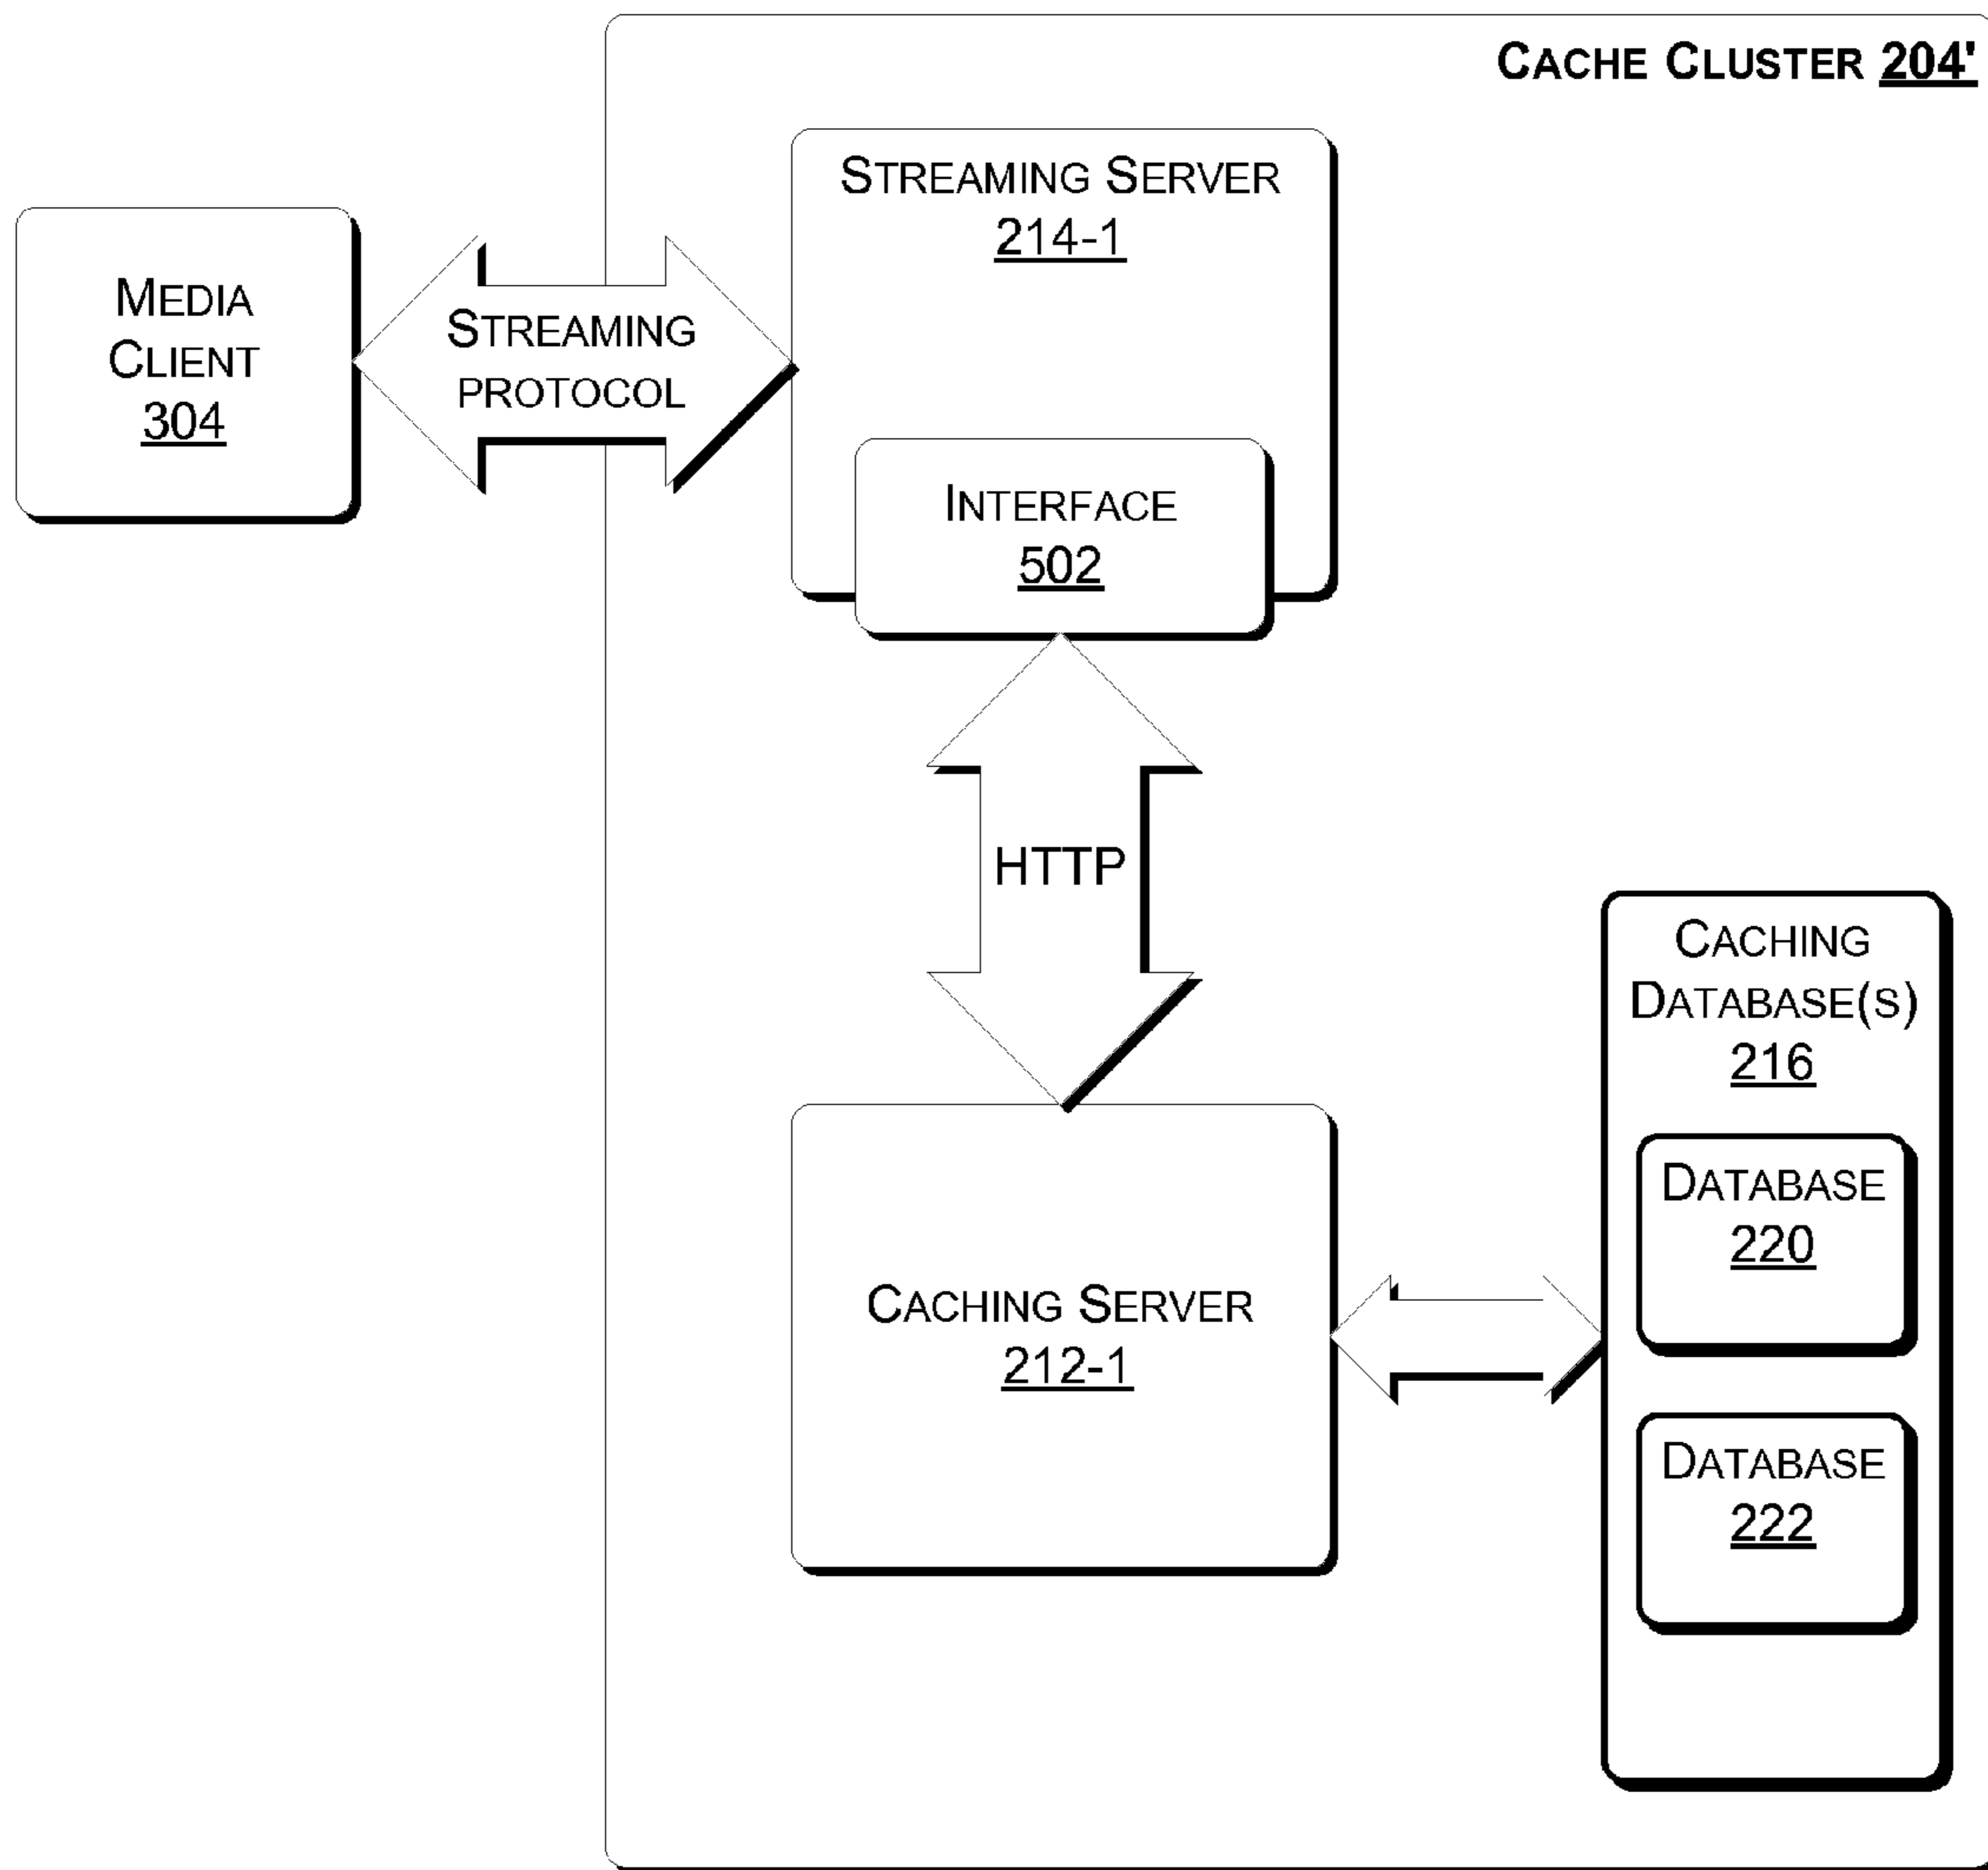 CACHE CLUSTER 204'
STREAMING SERVER
214-1
MEDIA
CLIENT
304
STREAMING
PROTOCOL
INTERFACE
502
HTTP
CACHING
DATABASE(S)
216
DATABASE
220
CACHING SERVER
212-1
DATABASE
222